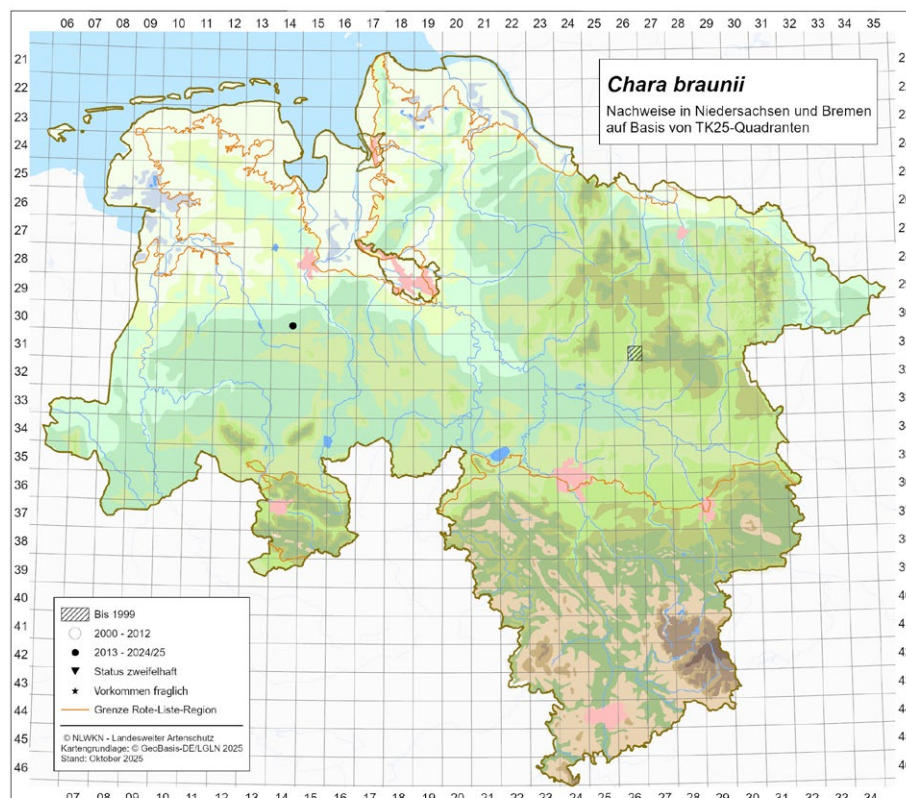 07 08 09 10 11 12 13 14 15 16 17 18 19 20 21 22 23 24 25 26 27 28 29 30 31 32 33 34 35
21
22
23
24
25
26
27
28
29
30
31
32
33
34
35
36
37
38
39
40
41
42
43
44
45
46
Chara braunii
Nachweise in Niedersachsen und Bremen
auf Basis von TK25-Quadranten
Bis 1999
2000 - 2012
2013 - 2024/25
Status zweifelhaft
Vorkommen fraglich
Grenze Rote-Liste-Region
© NLWKN - Landesweiter Artenschutz
Kartengrundlage: © GeoBasis-DE/LGLN 2025
Stand: Oktober 2025
07 08 09 10 11 12 13 14 15 16 17 18 19 20 21 22 23 24 25 26 27 28 29 30 31 32 33 34